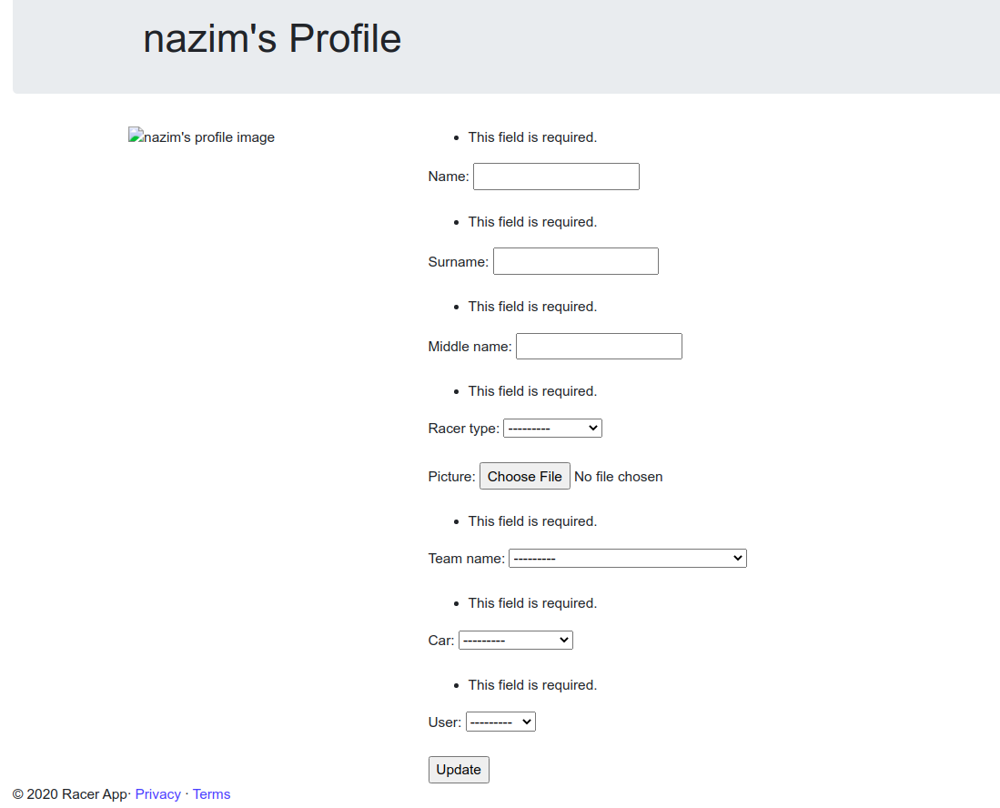 nazim's Profile
nazim's profile image
• This field is required.
Name:
• This field is required.
Surname:
• This field is required.
Middle name:
• This field is required.
Racer type: ---------
Picture: Choose File No file chosen
• This field is required.
Team name: ---------
• This field is required.
Car: ---------
• This field is required.
User: ---------
Update
© 2020 Racer App· Privacy · Terms